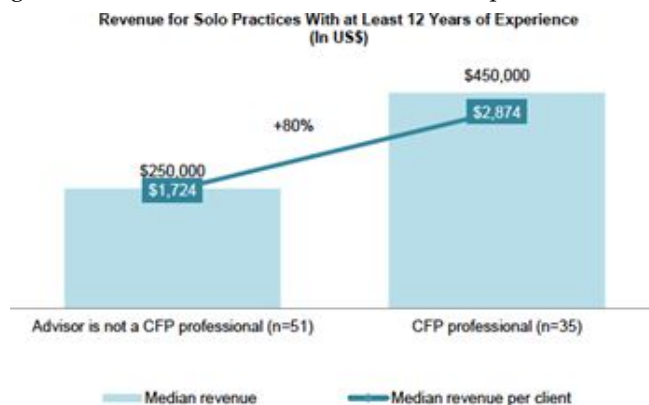 Revenue for Solo Practices With at Least 12 Years of Experience
(In US$)
$450,000
$2,874
+80%
$250,000
$1,724
Advisor is not a CFP professional (n=51)
CFP professional (n=35)
Median revenue
Median revenue per client